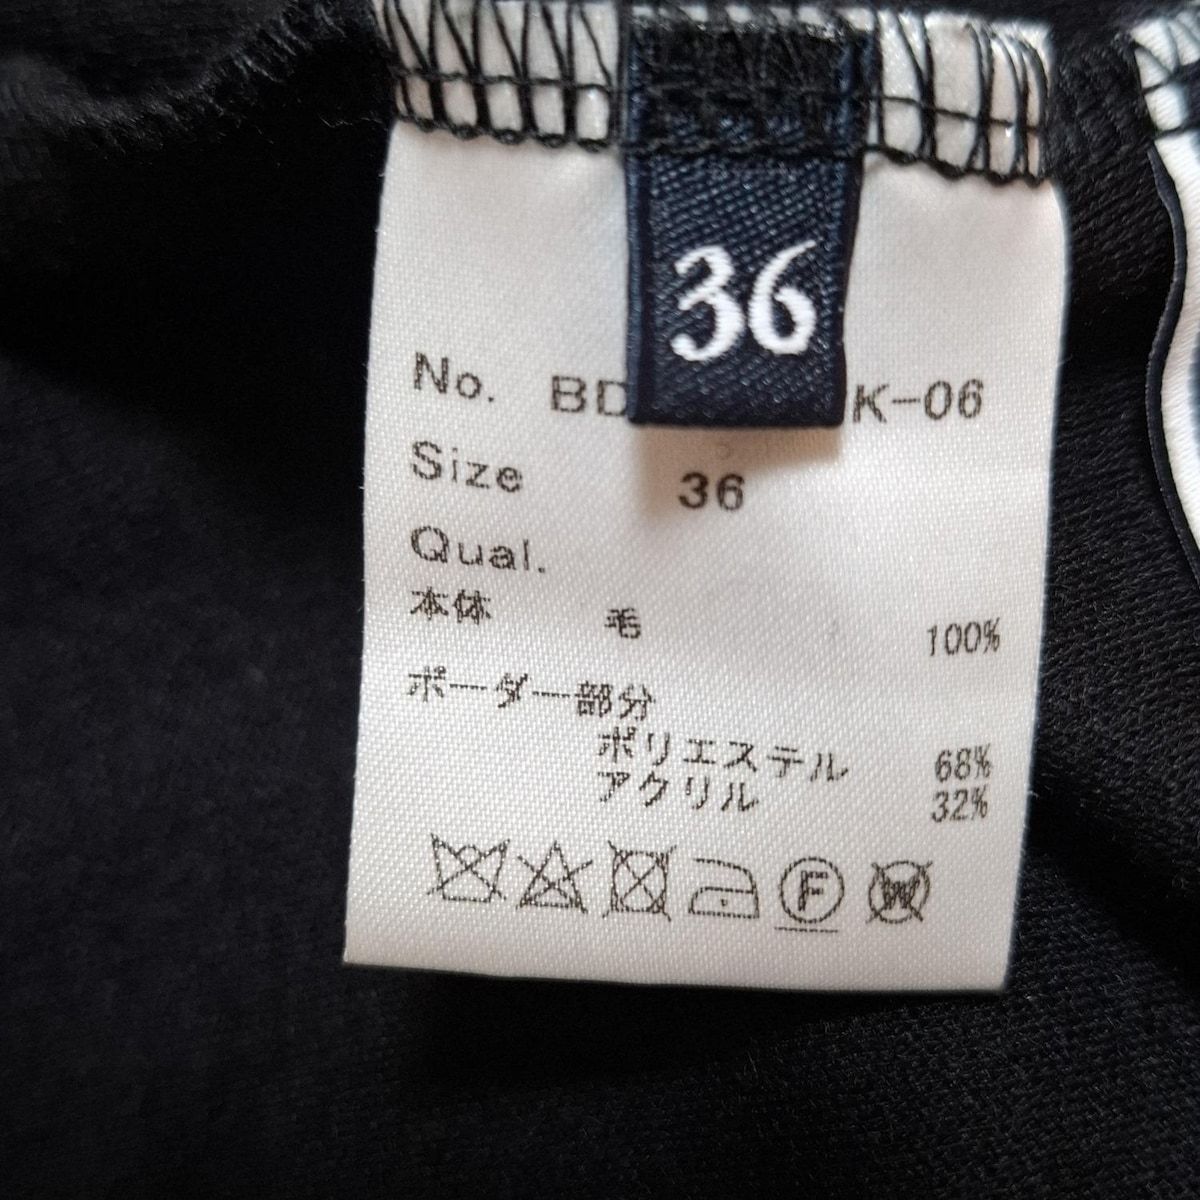 36
No. BD K-06
Size 36
Qual.
本体 毛 100%
ボーダー部分
ポリエステル 68%
アクリル 32%
F W